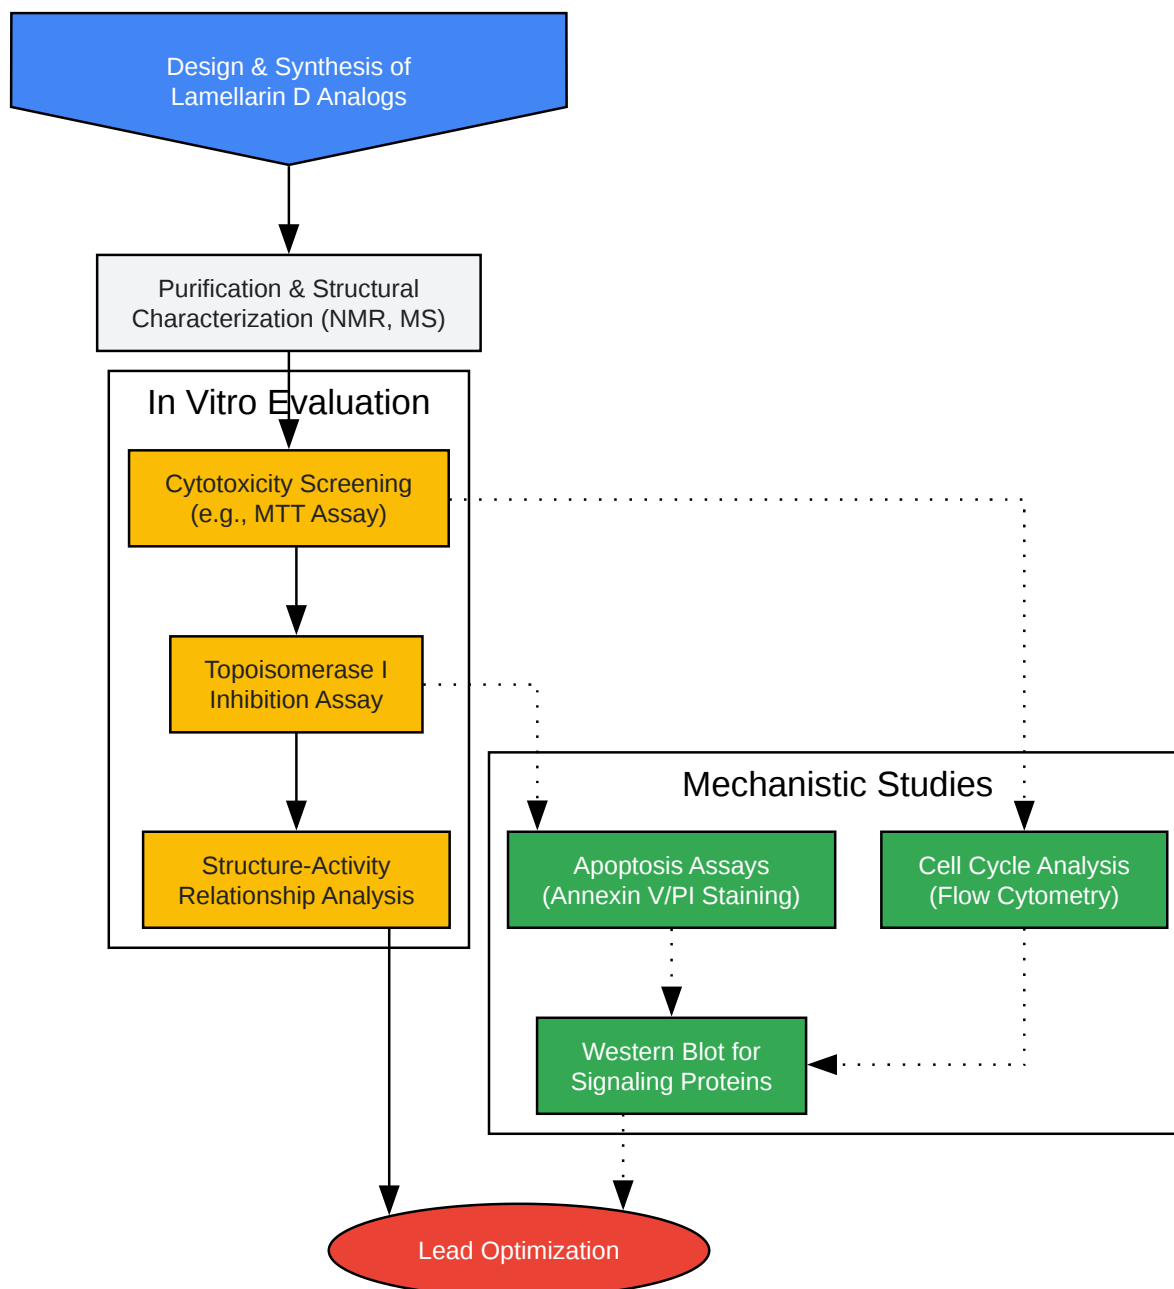 Design & Synthesis of
Lamellarin D Analogs
Purification & Structural
Characterization (NMR, MS)
In Vitro Evaluation
Cytotoxicity Screening
(e.g., MTT Assay)
Topoisomerase I
Inhibition Assay
Mechanistic Studies
Structure-Activity
Relationship Analysis
Apoptosis Assays
(Annexin V/PI Staining)
Cell Cycle Analysis
(Flow Cytometry)
Western Blot for
Signaling Proteins
Lead Optimization